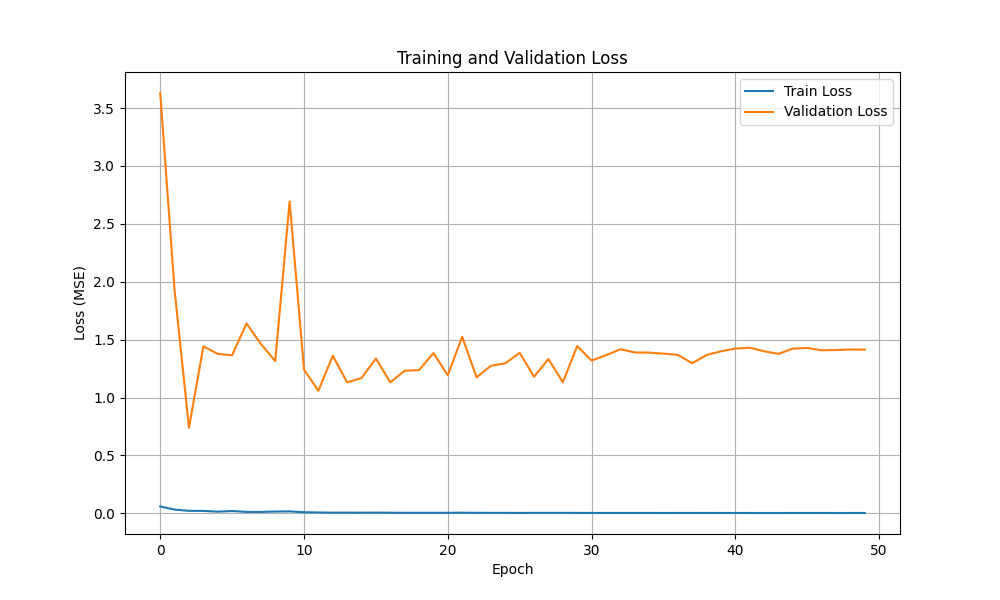 Training and Validation Loss
Train Loss
Validation Loss
3.5
3.0
2.5
2.0
1.5
1.0
0.5
0.0
Loss (MSE)
0 10 20 30 40 50
Epoch